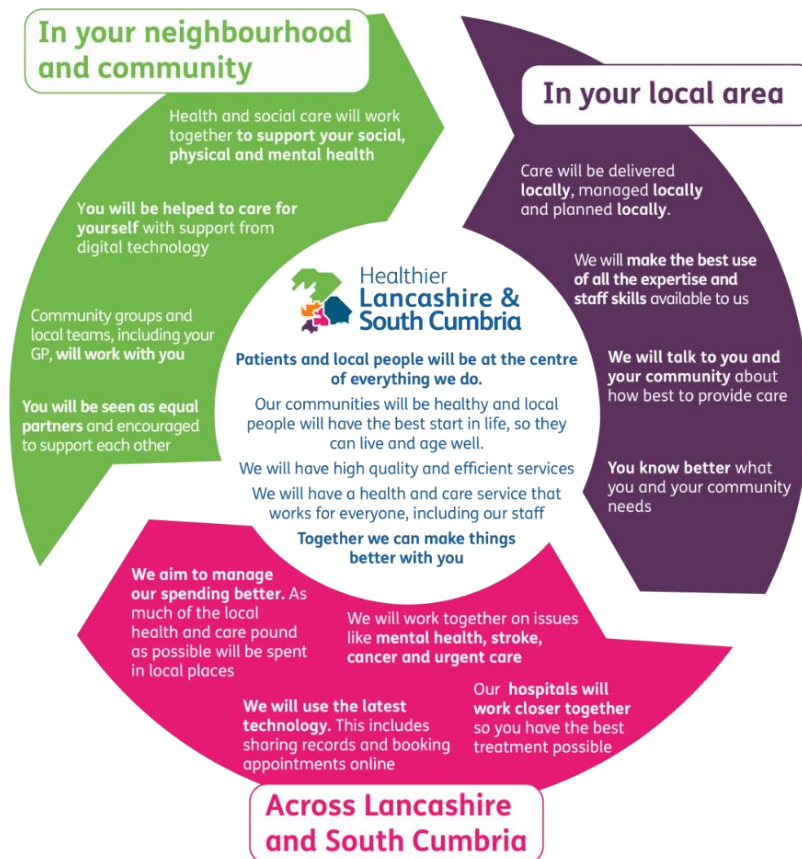 In your neighbourhood
and community
Health and social care will work
together to support your social,
physical and mental health
You will be helped to care for
yourself with support from
digital technology
Community groups and
local teams, including your
GP, will work with you
You will be seen as equal
partners and encouraged
to support each other
In your local area
Care will be delivered
locally, managed locally
and planned locally.
We will make the best use
of all the expertise and
staff skills available to us
We will talk to you and
your community about
how best to provide care
You know better what
you and your community
needs
Healthier
Lancashire &
South Cumbria
Patients and local people will be at the centre
of everything we do.
Our communities will be healthy and local
people will have the best start in life, so they
can live and age well.
We will have high quality and efficient services
We will have a health and care service that
works for everyone, including our staff
Together we can make things
better with you
We aim to manage
our spending better. As
much of the local
health and care pound
as possible will be spent
in local places
We will work together on issues
like mental health, stroke,
cancer and urgent care
We will use the latest
technology. This includes
sharing records and booking
appointments online
Our hospitals will
work closer together
so you have the best
treatment possible
Across Lancashire
and South Cumbria